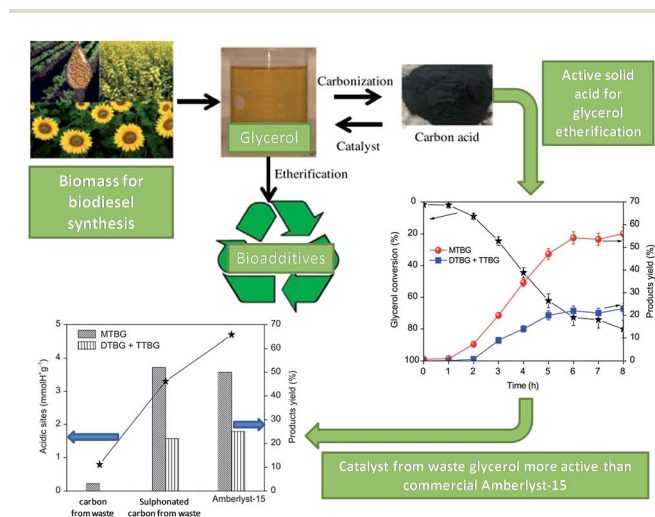 Carbonization
Glycerol
Catalyst
Carbon acid
Active solid
acid for
glycerol
etherification
Biomass for
biodiesel
synthesis
Etherification
Bioadditives
Glycerol conversion (%)
0
20
40
60
80
100
MTBG
DTBG + TTBG
70
60
50
40
30
20
10
0
Products yield (%)
0 1 2 3 4 5 6 7 8
Time (h)
Acidic sites (mmolH⁺g⁻¹)
5
4
3
2
1
0
MTBG
DTBG + TTBG
70
60
50
40
30
20
10
0
Products yield (%)
carbon
from waste
Sulphonated
carbon from waste
Amberlyst-15
Catalyst from waste glycerol more active than
commercial Amberlyst-15